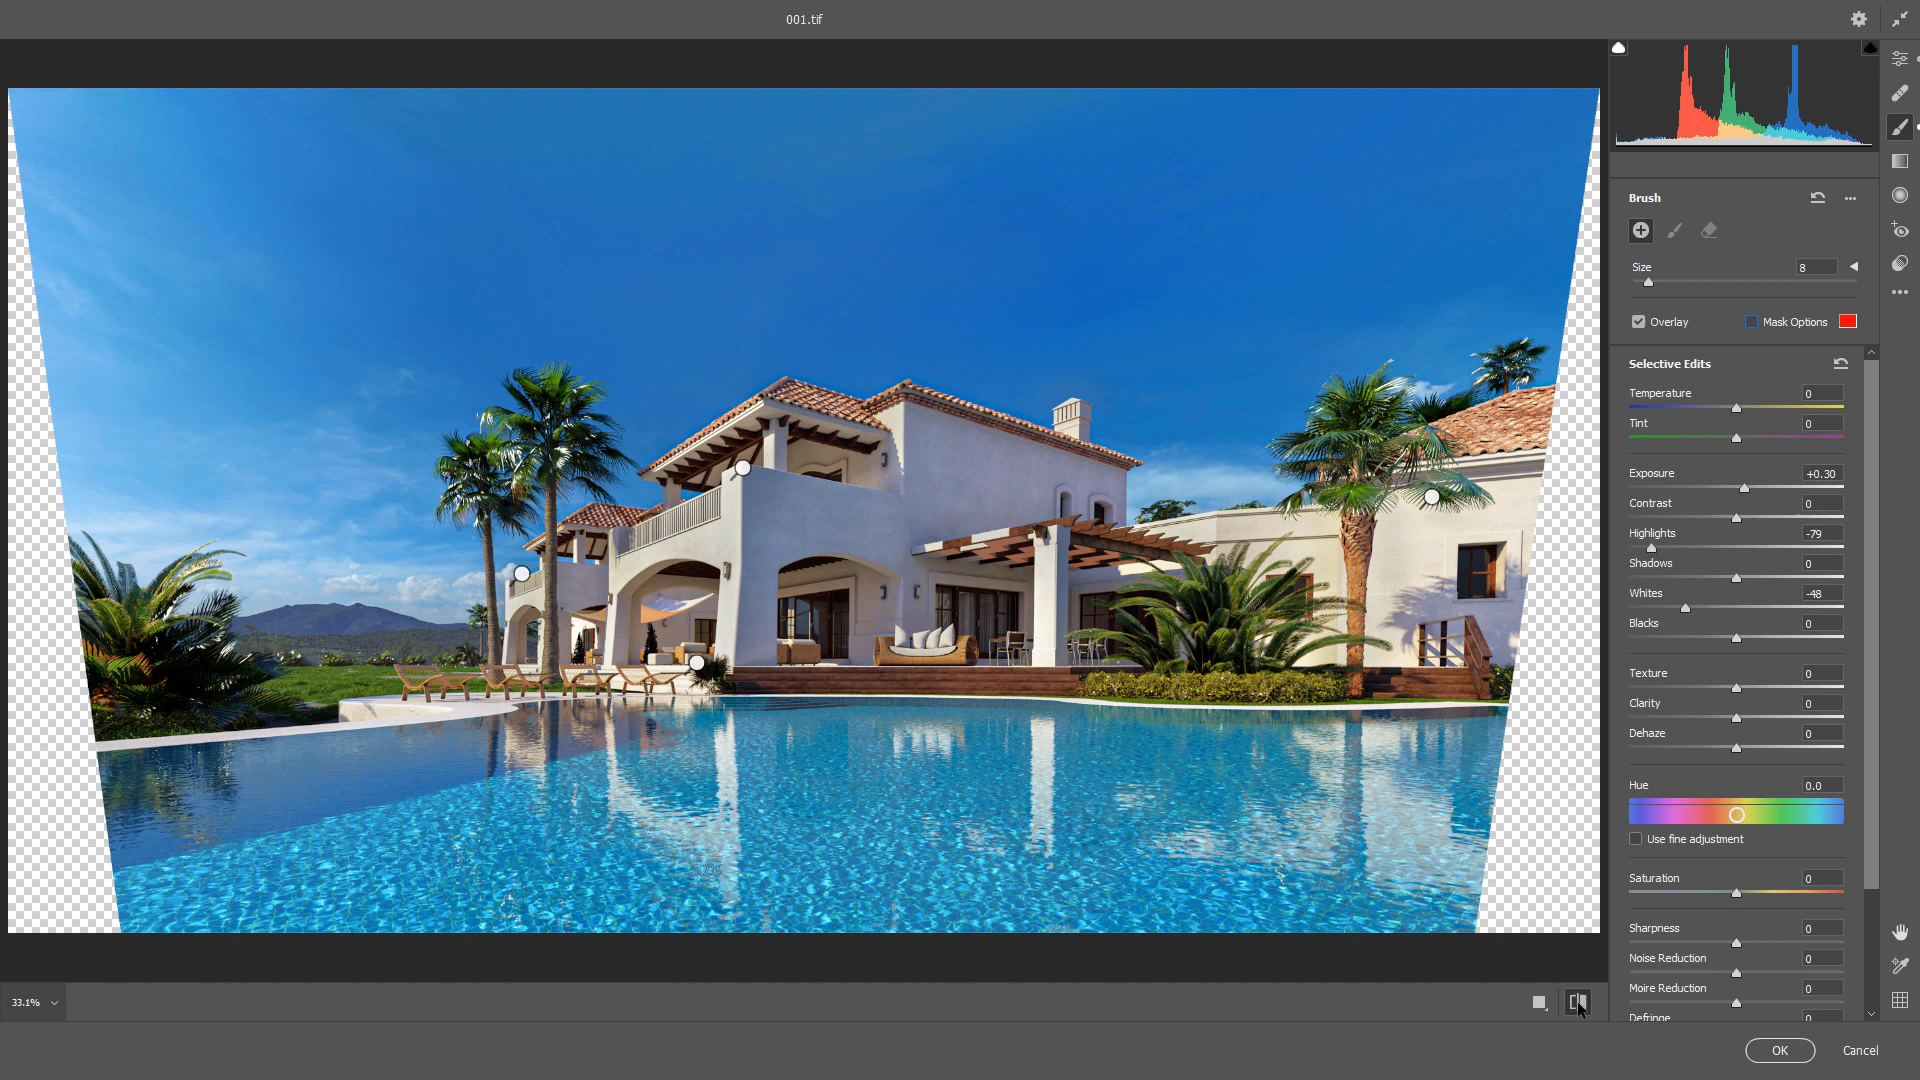 001.tif
Brush
Size 8
Overlay Mask Options
Selective Edits
Temperature 0
Tint 0
Exposure +0.30
Contrast 0
Highlights -79
Shadows 0
Whites -48
Blacks 0
Texture 0
Clarity 0
Dehaze 0
Hue 0.0
Use fine adjustment
Saturation 0
Sharpness 0
Noise Reduction 0
Moire Reduction 0
Defringe 0
33.1%
OK Cancel